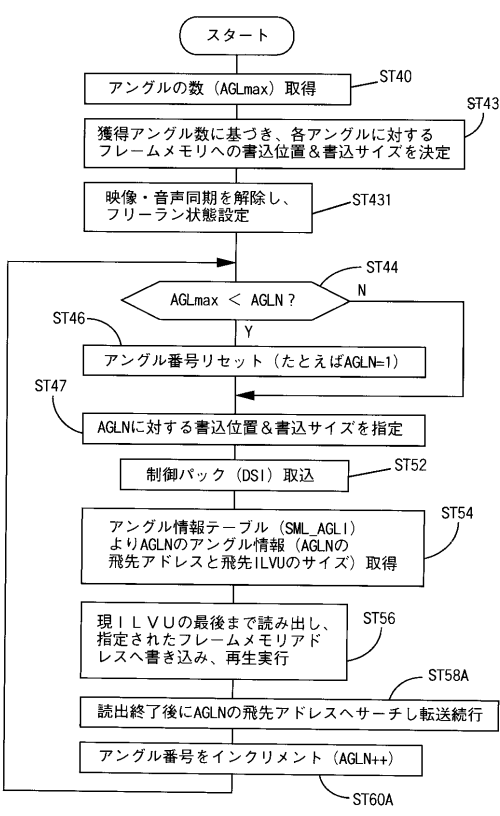 スタート
アングルの数（AGLmax）取得
ST40
ST43
獲得アングル数に基づき、各アングルに対する
フレームメモリへの書込位置＆書込サイズを決定
映像・音声同期を解除し、
フリーラン状態設定
ST431
ST44
AGLmax ＜ AGLN？
N
Y
ST46
アングル番号リセット（たとえばAGLN=1）
ST47
AGLNに対する書込位置＆書込サイズを指定
制御パック（DSI）取込
ST52
アングル情報テーブル（SML_AGLI）
よりAGLNのアングル情報（AGLNの
飛先アドレスと飛先ILVUのサイズ）取得
ST54
現ＩＬＶＵの最後まで読み出し、
指定されたフレームメモリアド
レスへ書き込み、再生実行
ST56
ST58A
読出終了後にAGLNの飛先アドレスへサーチし転送続行
アングル番号をインクリメント（AGLN++）
ST60A